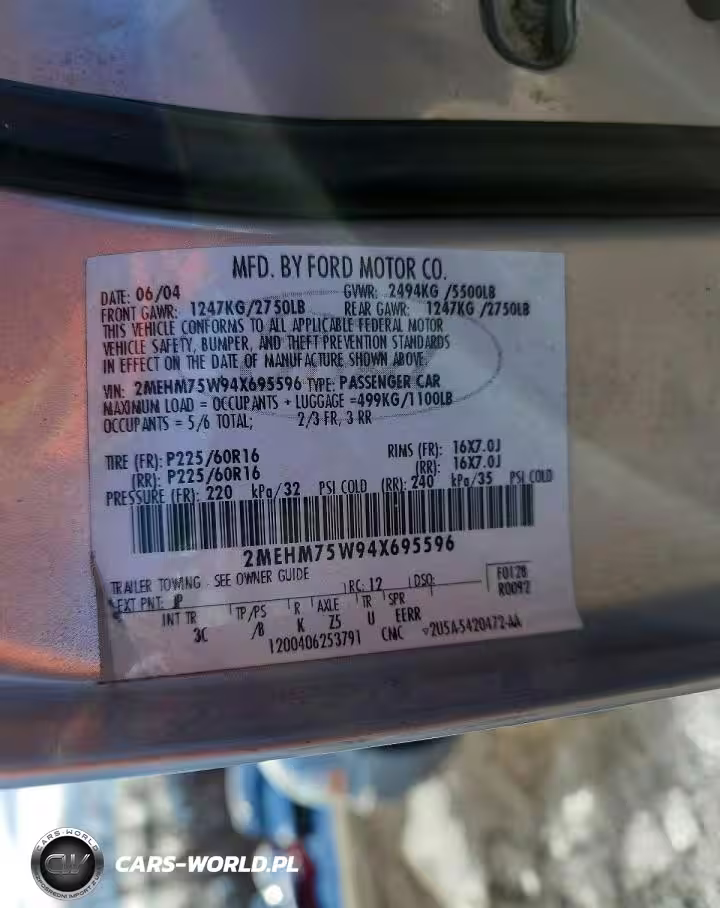 MFD. BY FORD MOTOR CO.
DATE: 06/04 GVWR: 2494KG /5500LB
FRONT GAWR: 1247KG/2750LB REAR GAWR: 1247KG /2750LB
THIS VEHICLE CONFORMS TO ALL APPLICABLE FEDERAL MOTOR
VEHICLE SAFETY, BUMPER, AND THEFT PREVENTION STANDARDS
IN EFFECT ON THE DATE OF MANUFACTURE SHOWN ABOVE.
VIN: 2MEHM75W94X695596 TYPE: PASSENGER CAR
MAXIMUM LOAD = OCCUPANTS + LUGGAGE =499KG/1100LB
OCCUPANTS = 5/6 TOTAL; 2/3 FR, 3 RR
TIRE (FR): P225/60R16 RIMS (FR): 16X7.0J
(RR): P225/60R16 (RR): 16X7.0J
PRESSURE (FR): 220 kPa/32 PSI COLD (RR): 240 kPa/35 PSI COLD
2MEHM75W94X695596
TRAILER TOWING - SEE OWNER GUIDE
EXT PNT: P RC: 12 DSO: F0128
R0092
INT TR TP/PS R AXLE TR SPR
3C /8 K Z5 U EERR
1200406253791 CMC 2U5A-5420472-AA
CARS-WORLD
CW
CARS-WORLD.PL